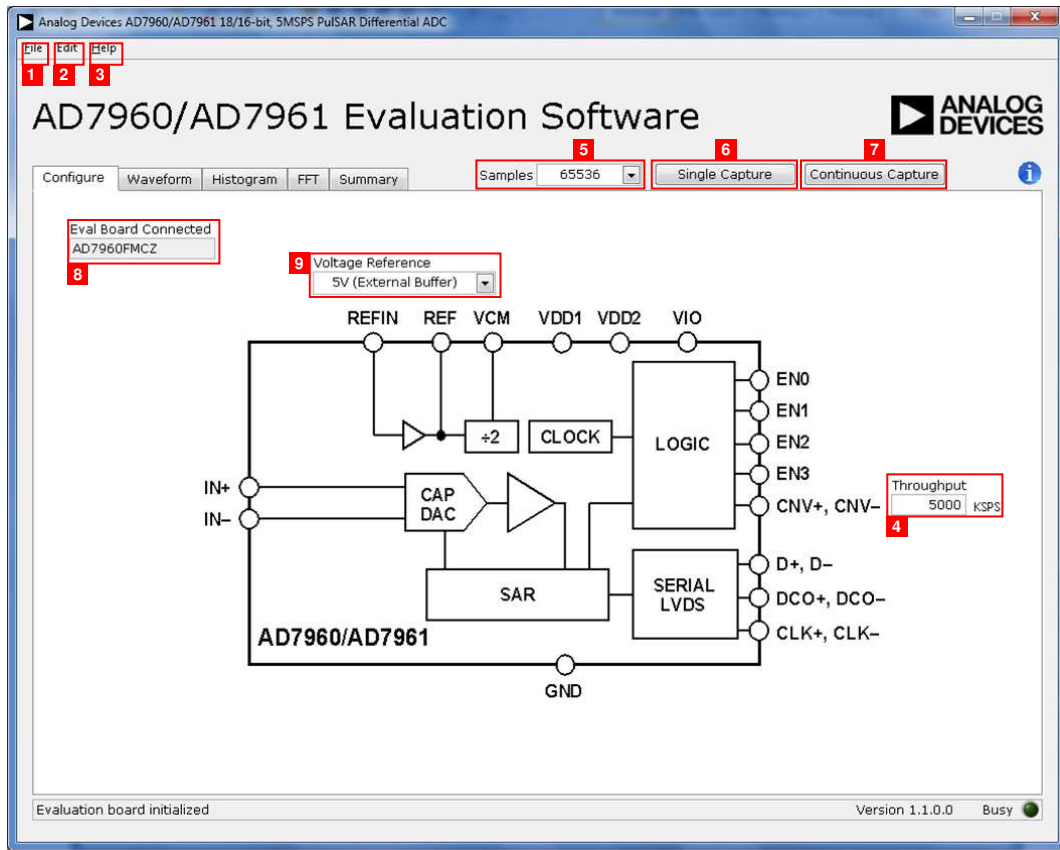 Analog Devices AD7960/AD7961 18/16-bit, 5MSPS PulSAR Differential ADC
File Edit Help
1 2 3
AD7960/AD7961 Evaluation Software
ANALOG
DEVICES
5 6 7
Configure Waveform Histogram FFT Summary
Samples 65536 Single Capture Continuous Capture i
Eval Board Connected
AD7960FMCZ
8
9 Voltage Reference
5V (External Buffer)
REFIN REF VCM VDD1 VDD2 VIO
EN0
EN1
÷2 CLOCK LOGIC EN2
EN3
IN+
IN–
CAP
DAC
CNV+, CNV–
Throughput
5000 KSPS
4
D+, D–
SAR
SERIAL
LVDS
DCO+, DCO–
CLK+, CLK–
AD7960/AD7961
GND
Evaluation board initialized Version 1.1.0.0 Busy